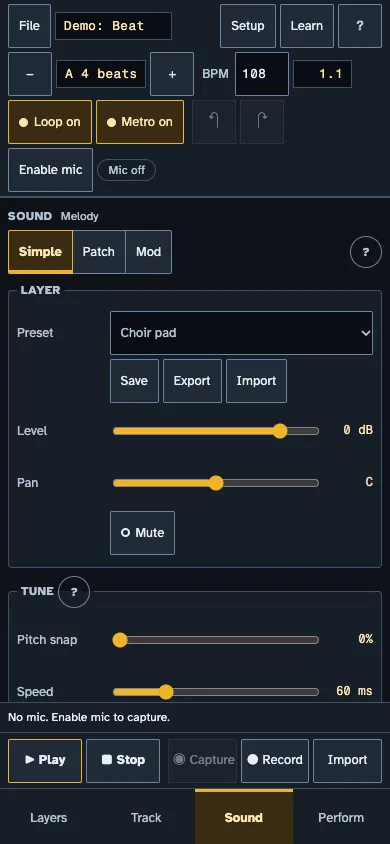 File Demo: Beat Setup Learn ?
− A 4 beats + BPM 108 1.1
Loop on Metro on
Enable mic Mic off
SOUND Melody
Simple Patch Mod ?
LAYER
Preset Choir pad
Save Export Import
Level 0 dB
Pan C
Mute
TUNE ?
Pitch snap 0%
Speed 60 ms
No mic. Enable mic to capture.
Play Stop Capture Record Import
Layers Track Sound Perform